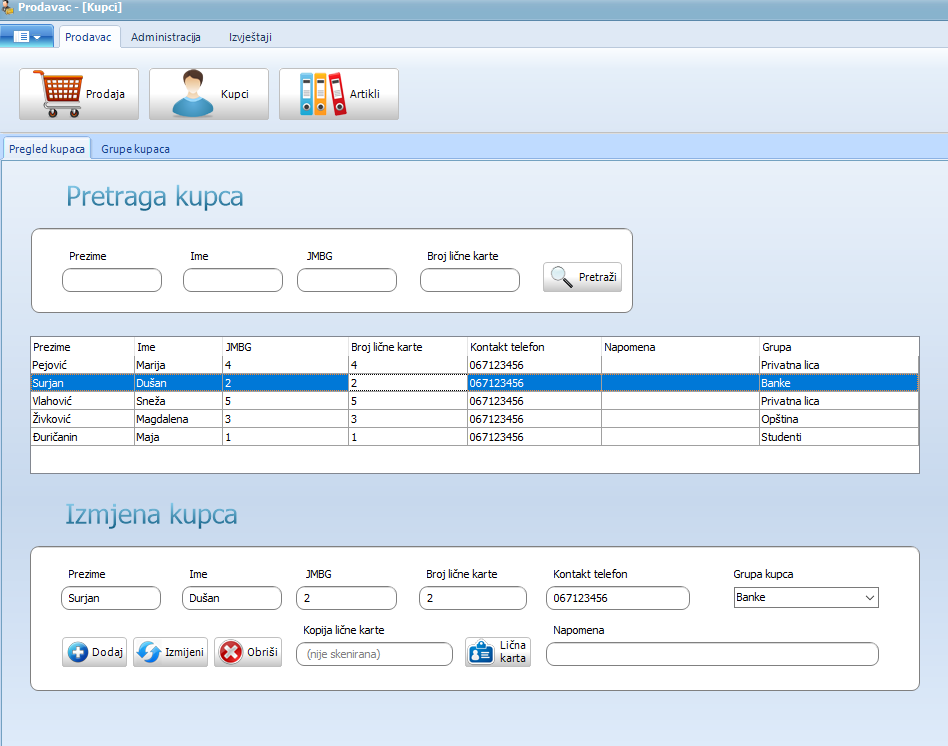 Prodavac - [Kupci]
Prodavac Administracija Izvještaji
Prodaja Kupci Artikli
Pregled kupaca Grupe kupaca
Pretraga kupca
Prezime Ime JMBG Broj lične karte
Pretraži
Prezime Ime JMBG Broj lične karte Kontakt telefon Napomena Grupa
Pejović Marija 4 4 067123456 Privatna lica
Surjan Dušan 2 2 067123456 Banke
Vlahović Sneža 5 5 067123456 Privatna lica
Živković Magdalena 3 3 067123456 Opština
Đuričanin Maja 1 1 067123456 Studenti
Izmjena kupca
Prezime Ime JMBG Broj lične karte Kontakt telefon Grupa kupca
Surjan Dušan 2 2 067123456 Banke
Kopija lične karte Napomena
Dodaj Izmijeni Obriši (nije skenirana) Lična
karta